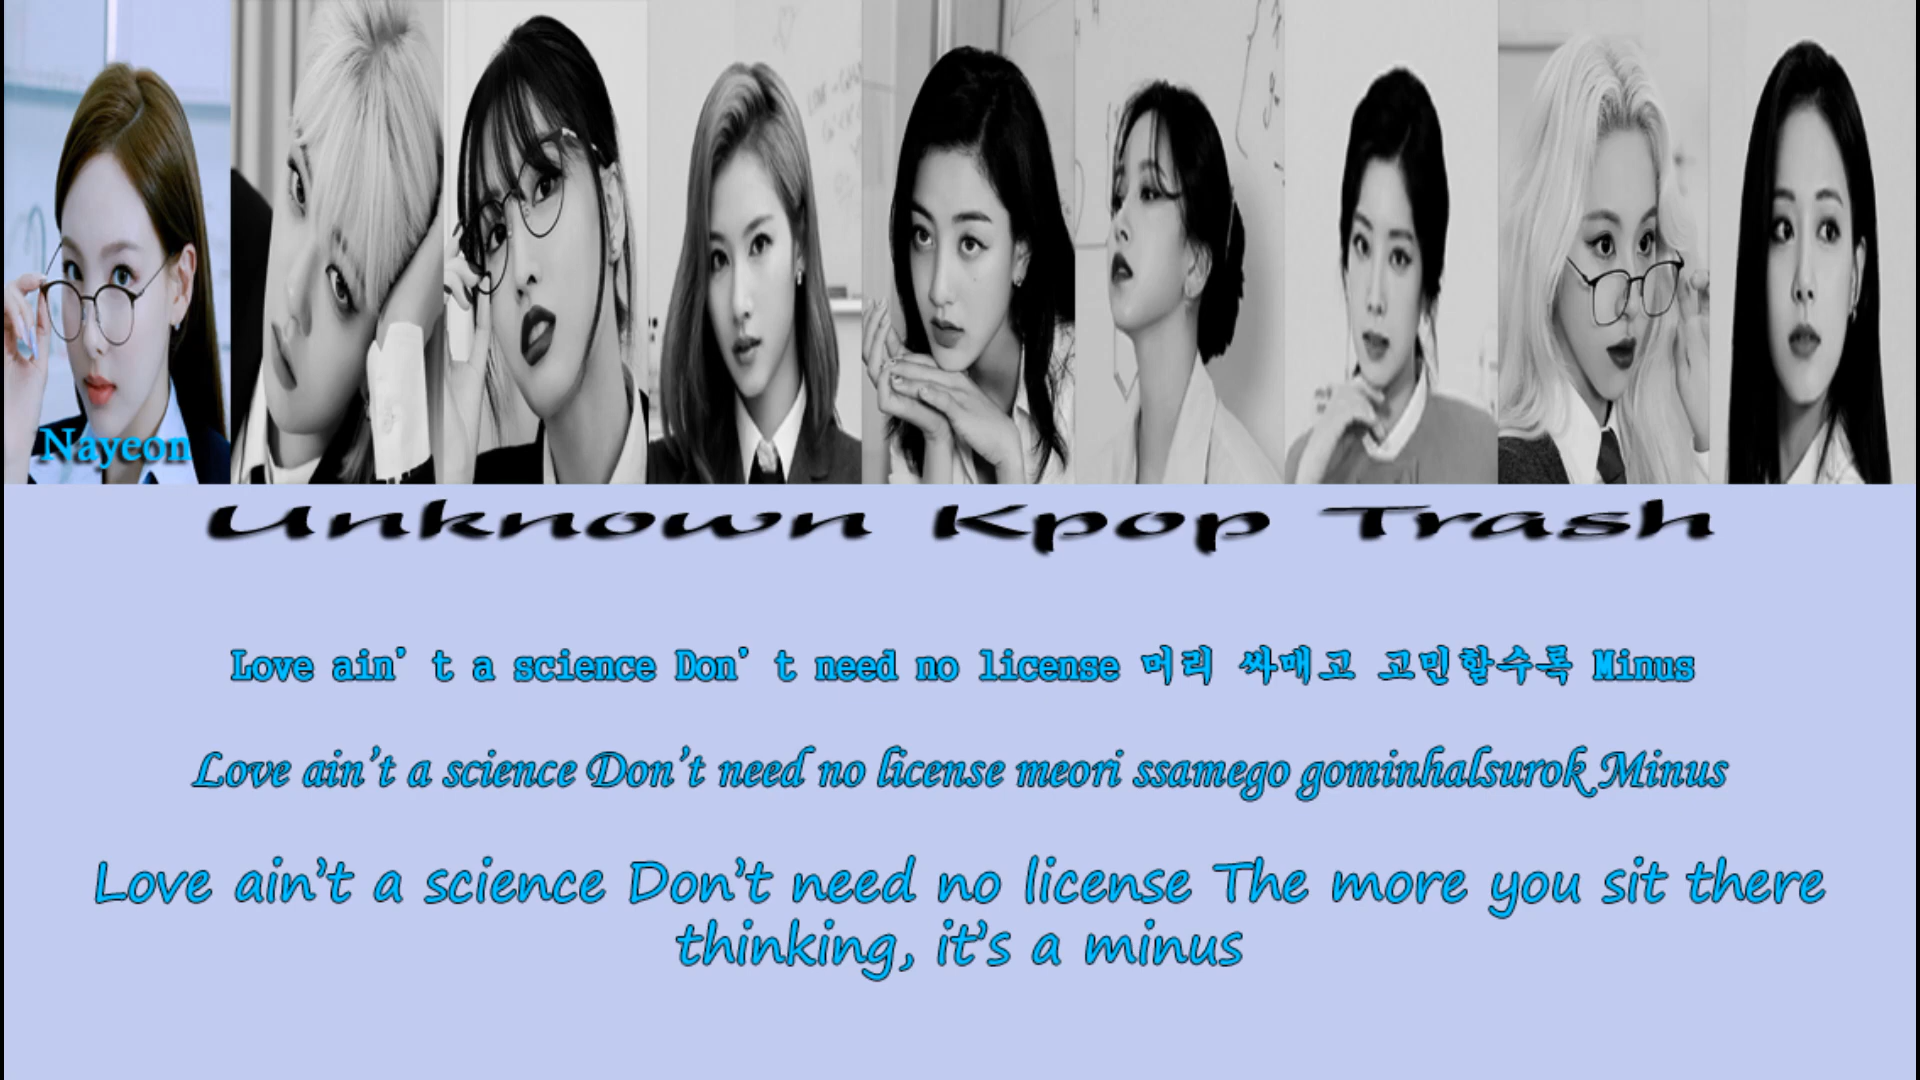 Nayeon
Unknown Kpop Trash
Love ain't a science Don't need no license 머리 싸매고 고민할수록 Minus
Love ain't a science Don't need no license meori ssamego gominhalsurok Minus
Love ain't a science Don't need no license The more you sit there
thinking, it's a minus